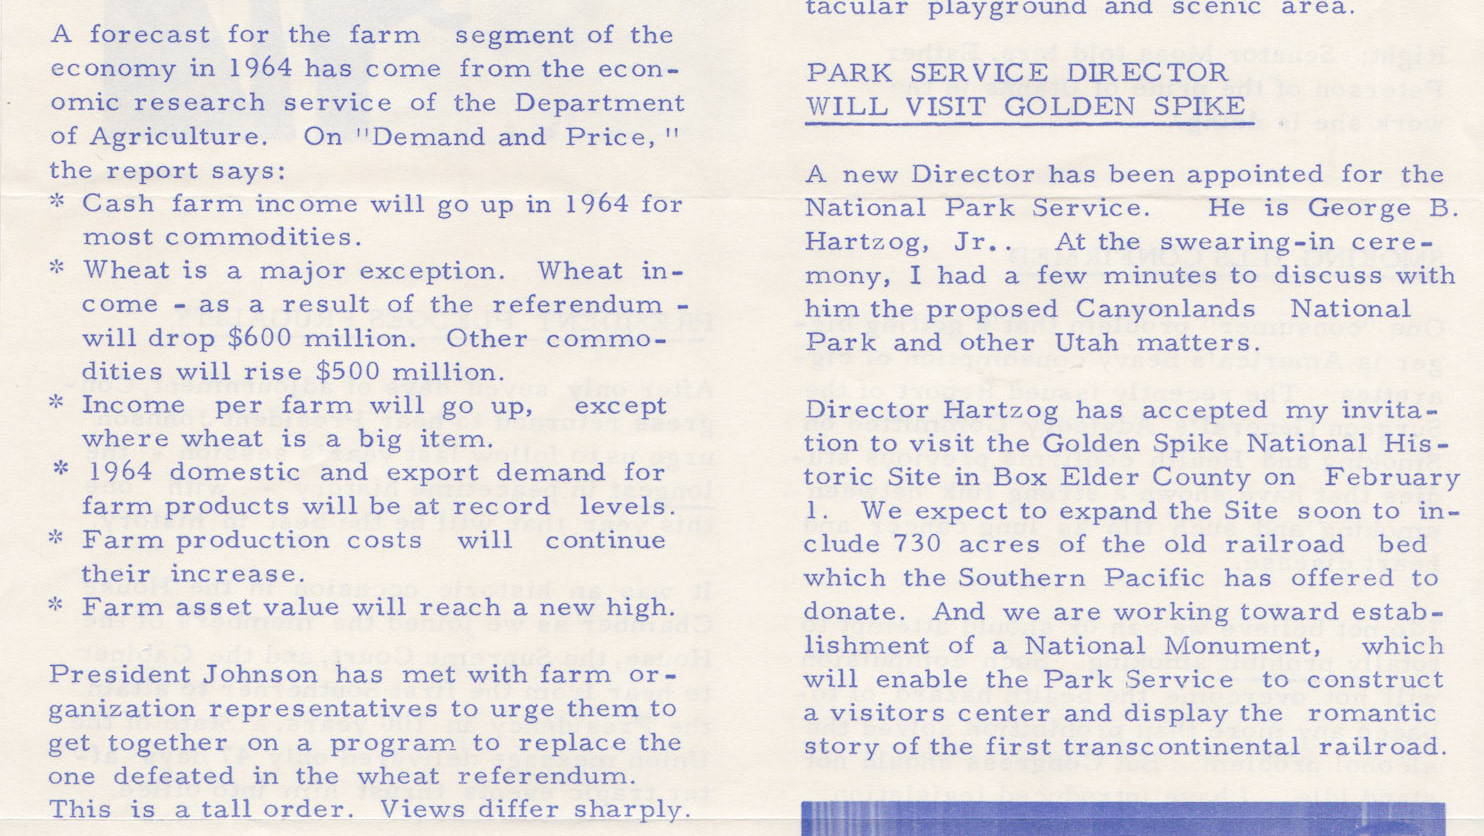 A forecast for the farm segment of the
economy in 1964 has come from the econ-
omic research service of the Department
of Agriculture. On "Demand and Price, "
the report says:
* Cash farm income will go up in 1964 for
most commodities.
* Wheat is a major exception. Wheat in-
come - as a result of the referendum -
will drop $600 million. Other commo-
dities will rise $500 million.
* Income per farm will go up, except
where wheat is a big item.
* 1964 domestic and export demand for
farm products will be at record levels.
* Farm production costs will continue
their increase.
* Farm asset value will reach a new high.
President Johnson has met with farm or-
ganization representatives to urge them to
get together on a program to replace the
one defeated in the wheat referendum.
This is a tall order. Views differ sharply.
tacular playground and scenic area.
PARK SERVICE DIRECTOR
WILL VISIT GOLDEN SPIKE
A new Director has been appointed for the
National Park Service. He is George B.
Hartzog, Jr.. At the swearing-in cere-
mony, I had a few minutes to discuss with
him the proposed Canyonlands National
Park and other Utah matters.
Director Hartzog has accepted my invita-
tion to visit the Golden Spike National His-
toric Site in Box Elder County on February
1. We expect to expand the Site soon to in-
clude 730 acres of the old railroad bed
which the Southern Pacific has offered to
donate. And we are working toward estab-
lishment of a National Monument, which
will enable the Park Service to construct
a visitors center and display the romantic
story of the first transcontinental railroad.